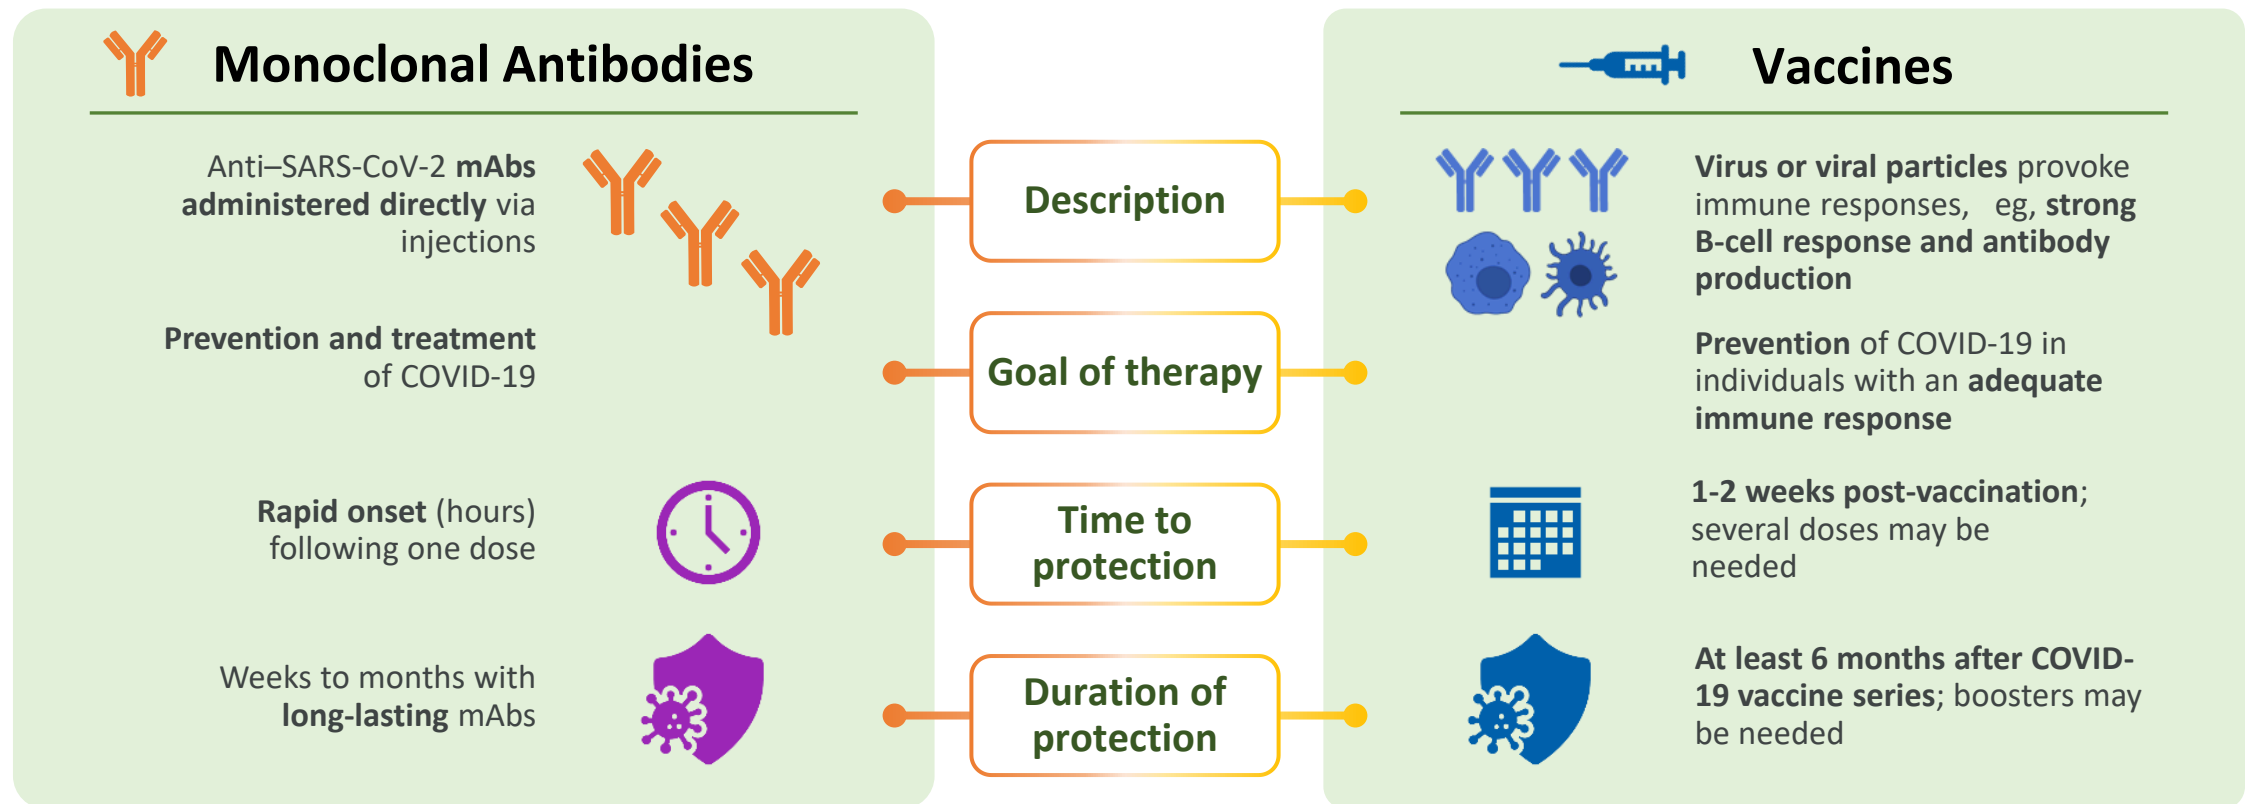 Monoclonal Antibodies
Anti–SARS-CoV-2 mAbs
administered directly via
injections
Prevention and treatment
of COVID-19
Rapid onset (hours)
following one dose
Weeks to months with
long-lasting mAbs
Description
Goal of therapy
Time to
protection
Duration of
protection
Vaccines
Virus or viral particles provoke
immune responses, eg, strong
B-cell response and antibody
production
Prevention of COVID-19 in
individuals with an adequate
immune response
1-2 weeks post-vaccination;
several doses may be
needed
At least 6 months after COVID-
19 vaccine series; boosters may
be needed